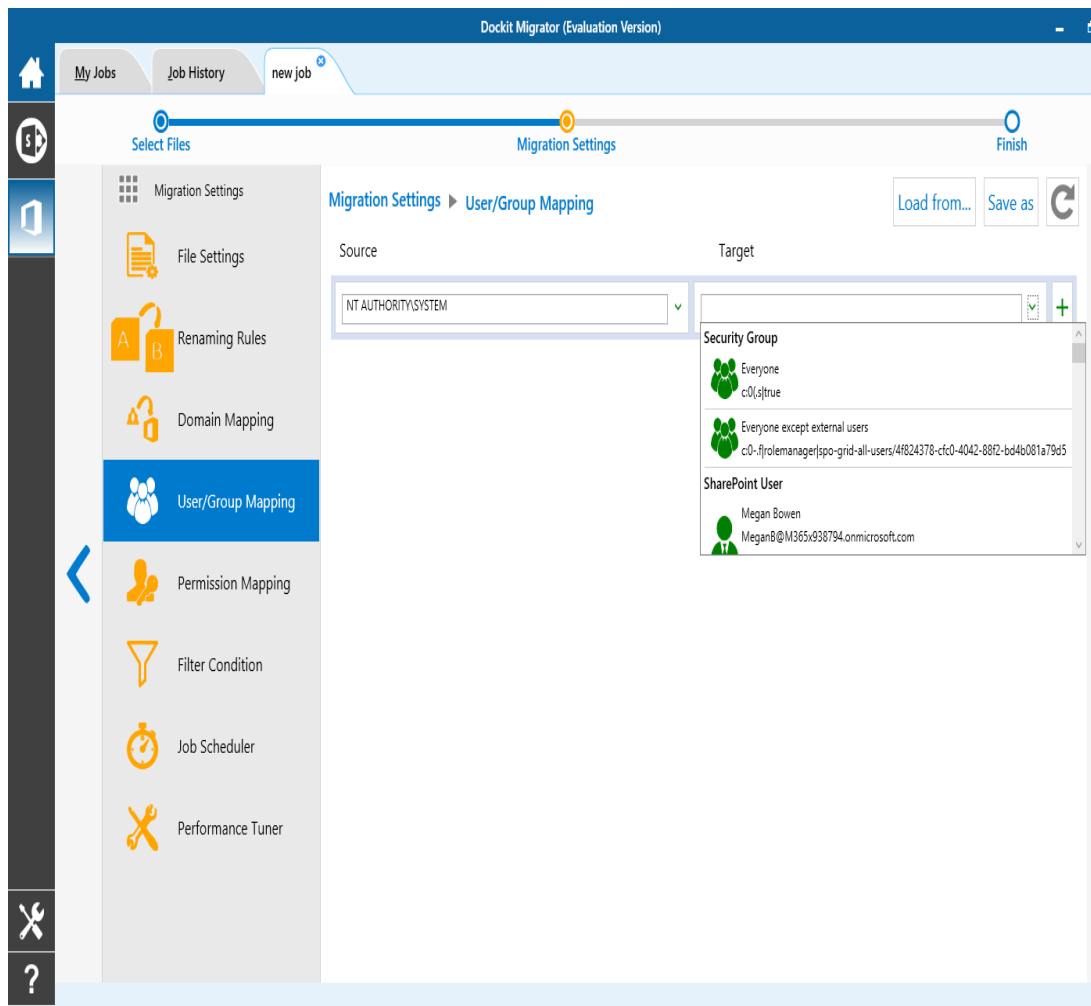 Dockit Migrator (Evaluation Version)
My Jobs
Job History
new job
Select Files
Migration Settings
Finish
Migration Settings
File Settings
A
B
Renaming Rules
Domain Mapping
User/Group Mapping
Permission Mapping
Filter Condition
Job Scheduler
Performance Tuner
Migration Settings ▶ User/Group Mapping
Load from...
Save as
Source
Target
NT AUTHORITY\SYSTEM
Security Group
Everyone
c:0(.s|true
Everyone except external users
c:0-.f|rolemanager|spo-grid-all-users/4f824378-cfc0-4042-88f2-bd4b081a79d5
SharePoint User
Megan Bowen
MeganB@M365x938794.onmicrosoft.com
S
?